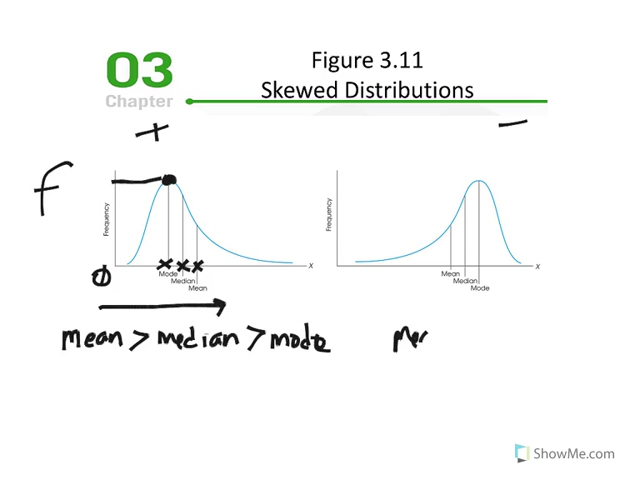 03
Chapter
Figure 3.11
Skewed Distributions
+
−
f
Frequency
Mode
Median
Mean
X
0
mean > median > mode
Frequency
Mean
Median
Mode
X
Me
ShowMe.com